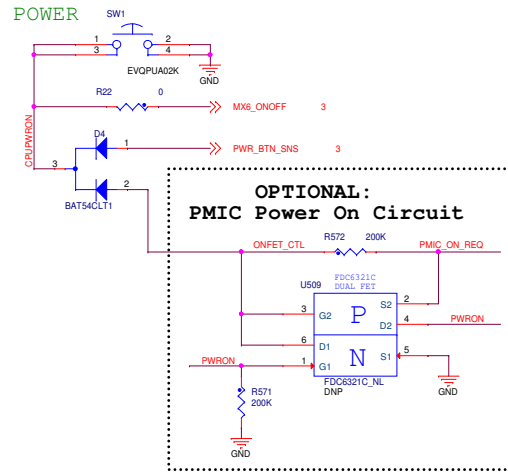 POWER
SW1
1 2
3 4
EVQPUA02K
GND
R22 0
MX6_ONOFF 3
CPUPWRON
D4
1 PWR_BTN_SNS 3
3
2
BAT54CLT1
OPTIONAL:
PMIC Power On Circuit
R572 200K
ONFET_CTL PMIC_ON_REQ
FDC6321C
U509 DUAL FET
3 G2 P S2 2
D2 4 PWRON
6 D1
N S1 5
PWRON 1 G1
FDC6321C_NL
DNP
GND
R571
200K
GND